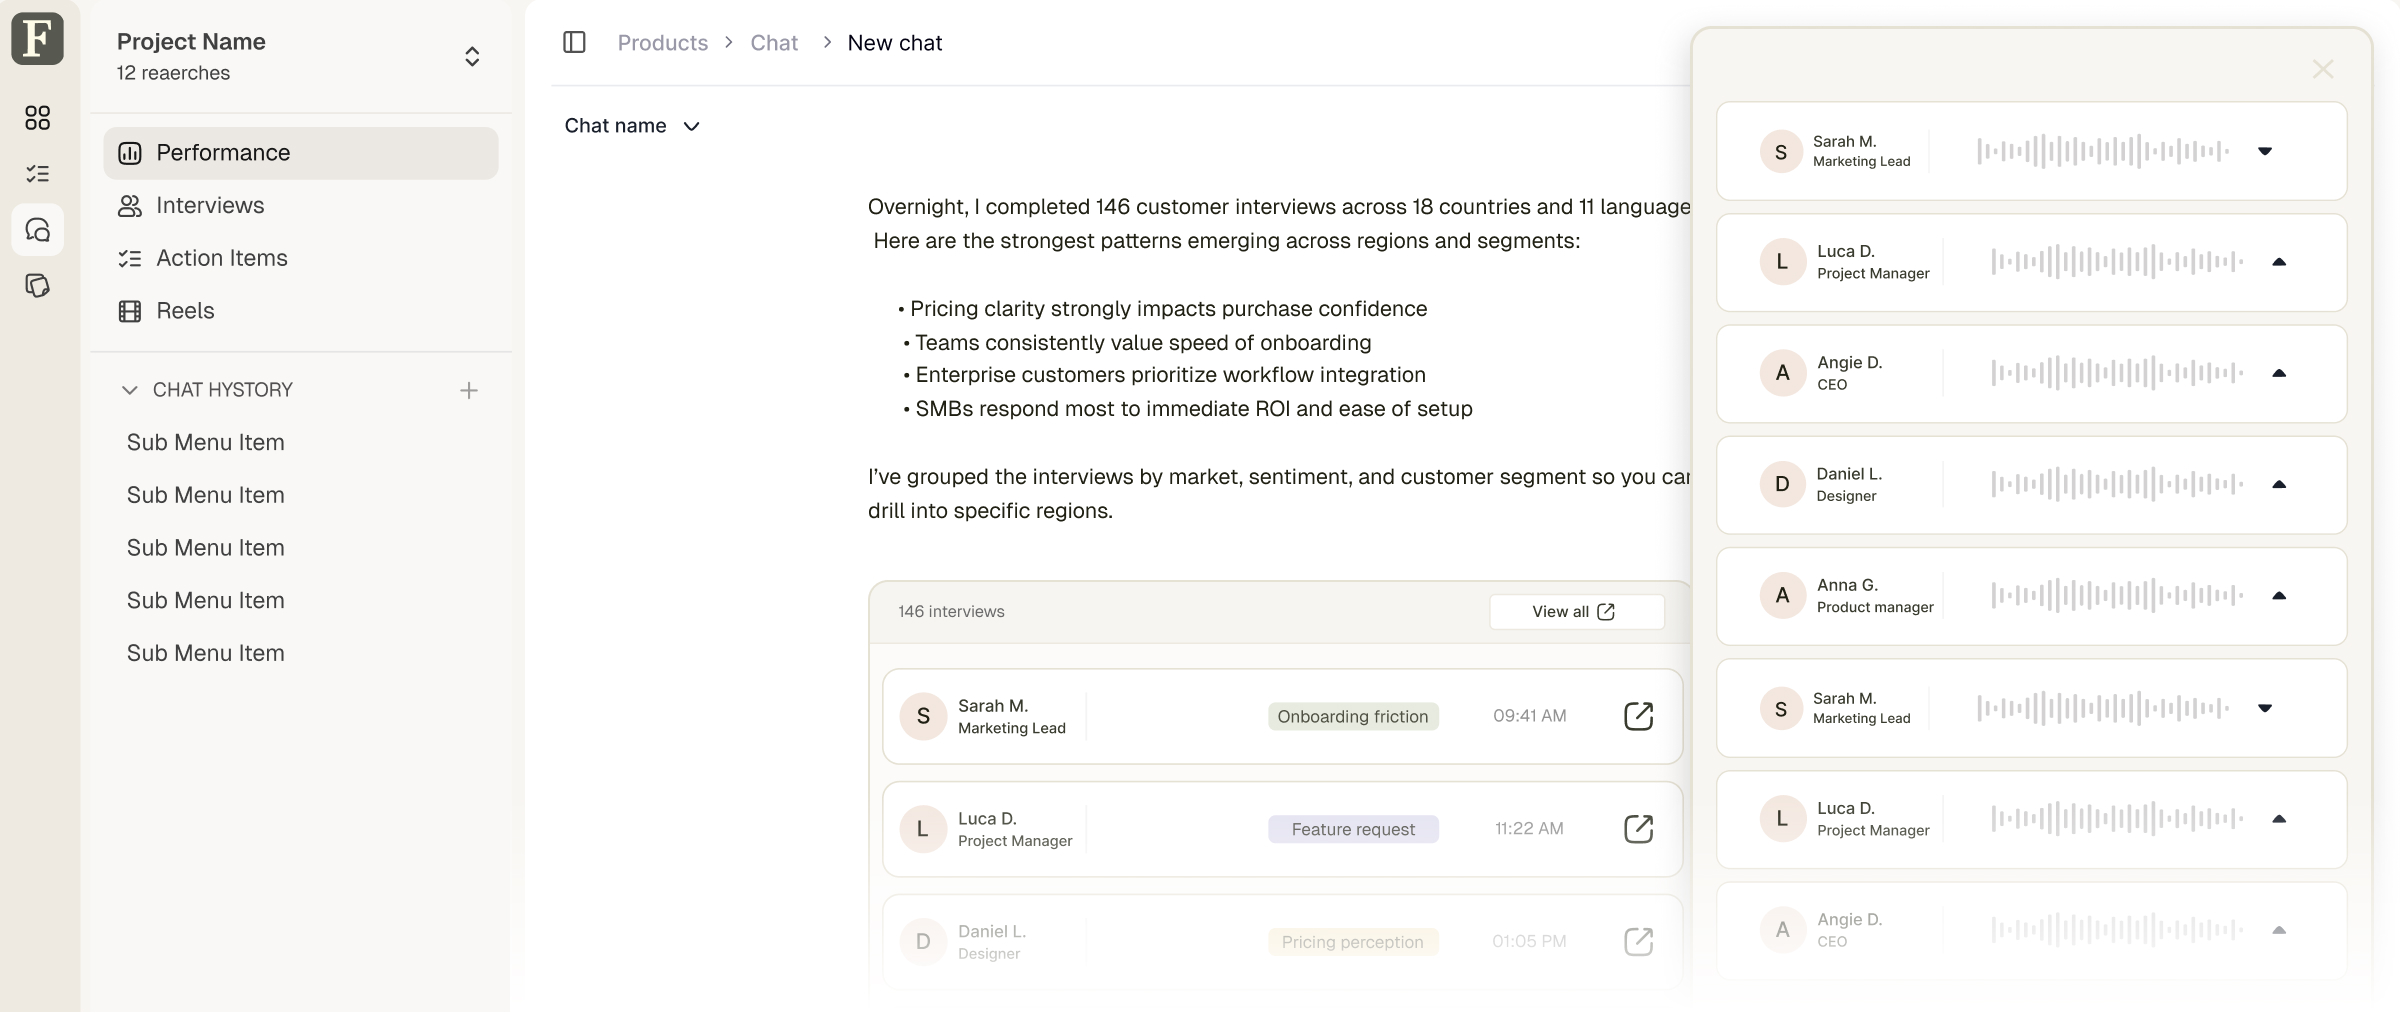 F
Project Name
12 reaerches
Performance
Interviews
Action Items
Reels
CHAT HYSTORY
Sub Menu Item
Sub Menu Item
Sub Menu Item
Sub Menu Item
Sub Menu Item
Products > Chat > New chat
Chat name
Overnight, I completed 146 customer interviews across 18 countries and 11 language
Here are the strongest patterns emerging across regions and segments:
• Pricing clarity strongly impacts purchase confidence
• Teams consistently value speed of onboarding
• Enterprise customers prioritize workflow integration
• SMBs respond most to immediate ROI and ease of setup
I’ve grouped the interviews by market, sentiment, and customer segment so you can
drill into specific regions.
146 interviews
View all
S
Sarah M.
Marketing Lead
Onboarding friction
09:41 AM
L
Luca D.
Project Manager
Feature request
11:22 AM
D
Daniel L.
Designer
Pricing perception
01:05 PM
S
Sarah M.
Marketing Lead
L
Luca D.
Project Manager
A
Angie D.
CEO
D
Daniel L.
Designer
A
Anna G.
Product manager
S
Sarah M.
Marketing Lead
L
Luca D.
Project Manager
A
Angie D.
CEO